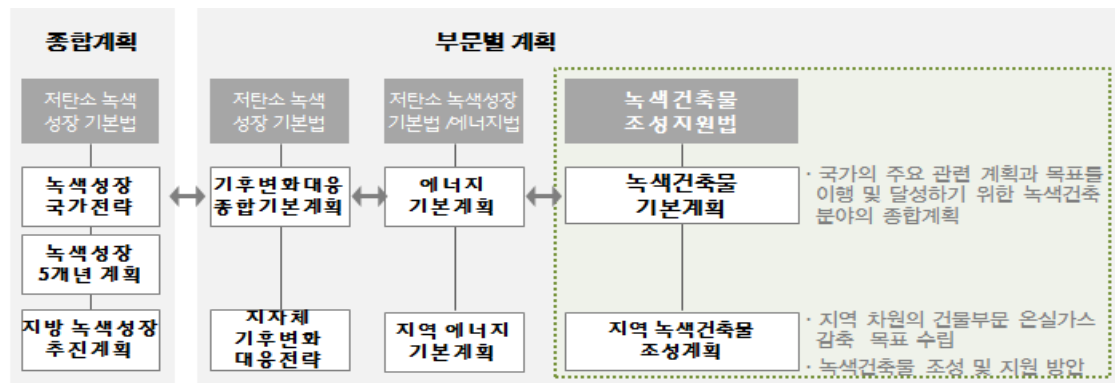 종합계획
부문별 계획
저탄소 녹색
성장 기본법
저탄소 녹색
성장 기본법
저탄소 녹색성장
기본법 /에너지법
녹색건축물
조성지원법
녹색성장
국가전략
기후변화대응
종합기본계획
에너지
기본계획
녹색건축물
기본계획
· 국가의 주요 관련 계획과 목표를
이행 및 달성하기 위한 녹색건축
분야의 종합계획
녹색성장
5개년 계획
지방 녹색성장
추진계획
지자체
기후변화
대응전략
지역 에너지
기본계획
지역 녹색건축물
조성계획
· 지역 차원의 건물부문 온실가스
감축 목표 수립
· 녹색건축물 조성 및 지원 방안